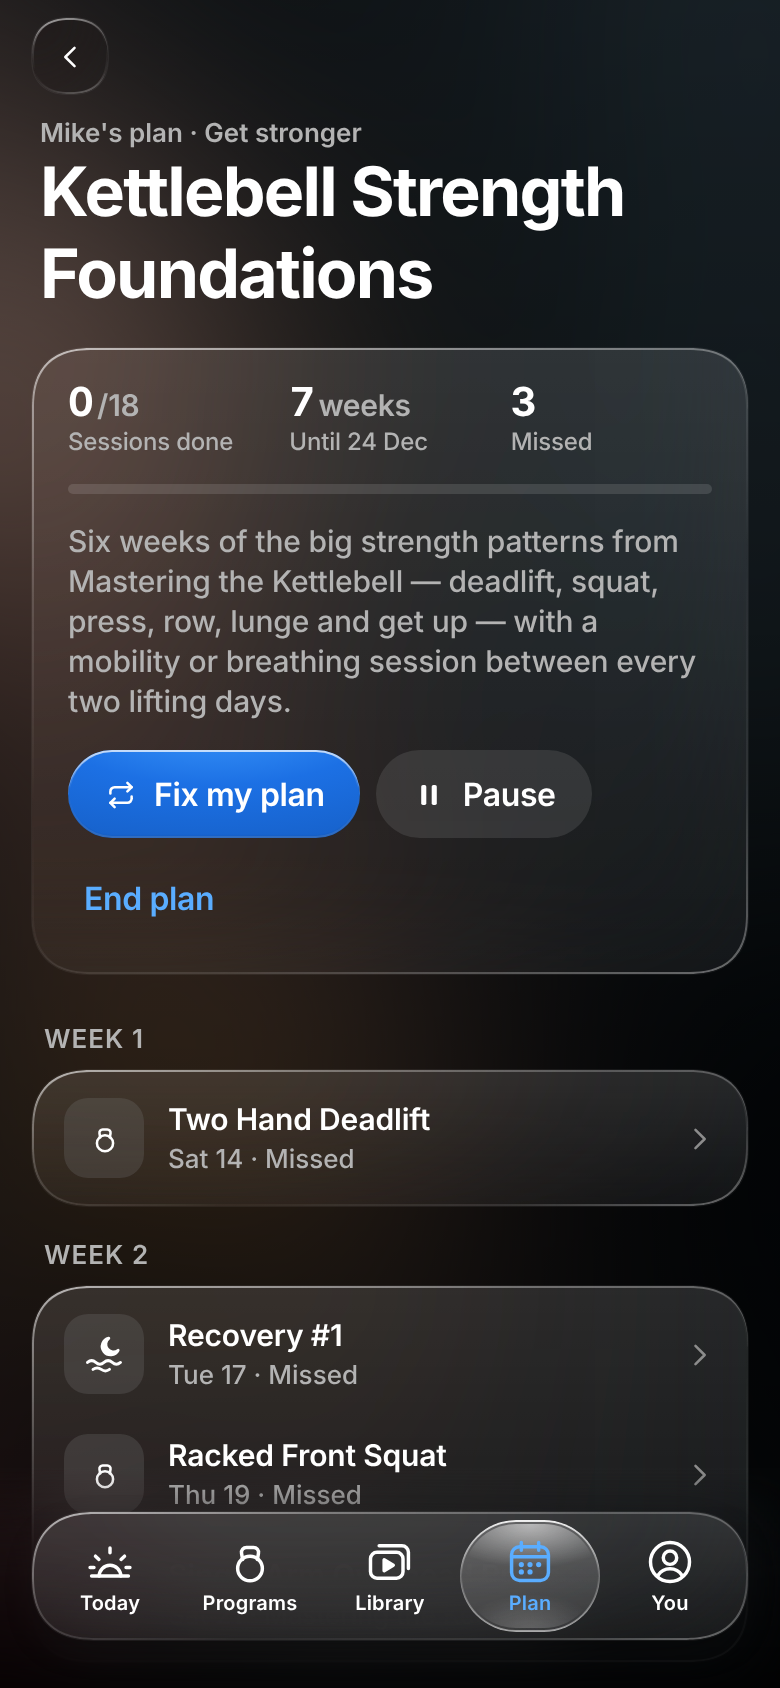 Mike's plan · Get stronger
Kettlebell Strength
Foundations
0/18
Sessions done
7 weeks
Until 24 Dec
3
Missed
Six weeks of the big strength patterns from
Mastering the Kettlebell — deadlift, squat,
press, row, lunge and get up — with a
mobility or breathing session between every
two lifting days.
Fix my plan
Pause
End plan
WEEK 1
Two Hand Deadlift
Sat 14 · Missed
WEEK 2
Recovery #1
Tue 17 · Missed
Racked Front Squat
Thu 19 · Missed
Today
Programs
Library
Plan
You